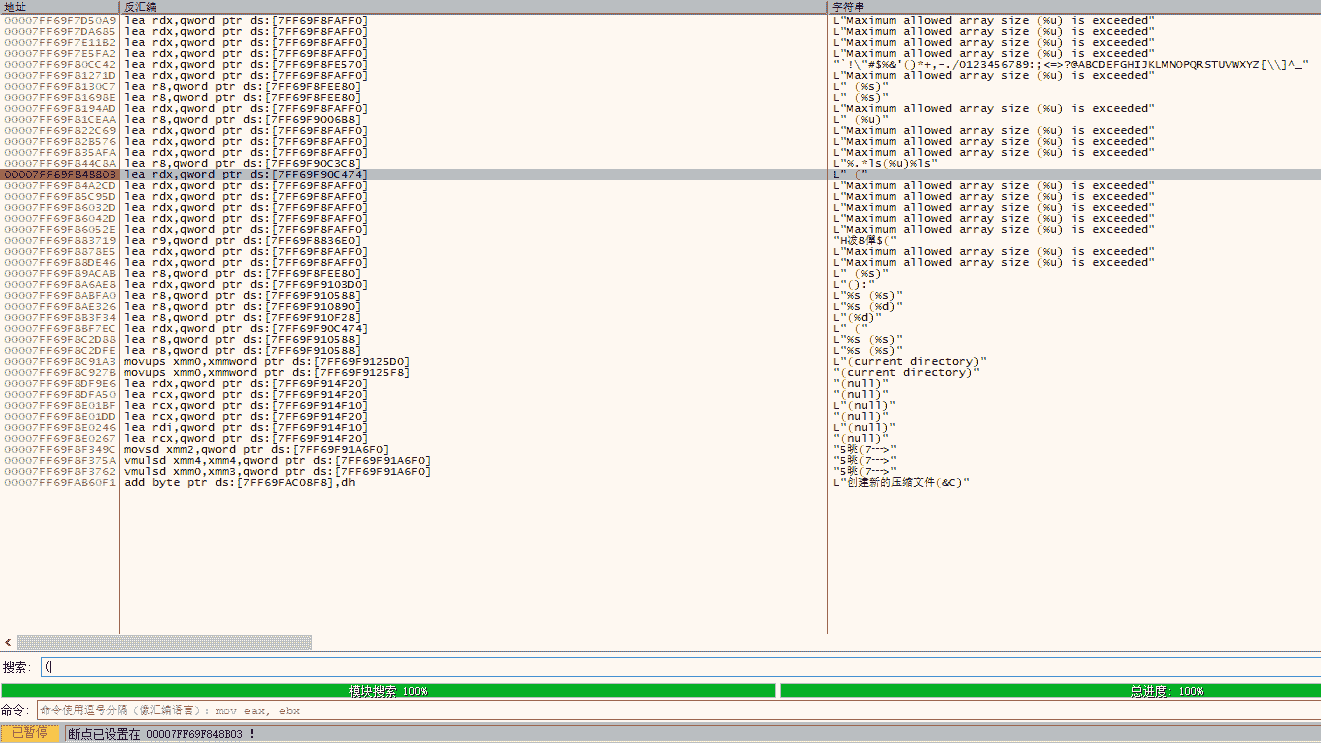 地址 反汇编 字符串
00007FF69F7D50A9 lea rdx,qword ptr ds:[7FF69F8FAFF0] L"Maximum allowed array size (%u) is exceeded"
00007FF69F7DA685 lea rdx,qword ptr ds:[7FF69F8FAFF0] L"Maximum allowed array size (%u) is exceeded"
00007FF69F7E11B2 lea rdx,qword ptr ds:[7FF69F8FAFF0] L"Maximum allowed array size (%u) is exceeded"
00007FF69F7E5FA2 lea rdx,qword ptr ds:[7FF69F8FAFF0] L"Maximum allowed array size (%u) is exceeded"
00007FF69F80CC42 lea rdx,qword ptr ds:[7FF69F8FE570] "`!\"#$%&'()*+,-./0123456789:;<=>?@ABCDEFGHIJKLMNOPQRSTUVWXYZ[\\]^_"
00007FF69F81271D lea rdx,qword ptr ds:[7FF69F8FAFF0] L"Maximum allowed array size (%u) is exceeded"
00007FF69F8130C7 lea r8,qword ptr ds:[7FF69F8FEE80] L" (%s)"
00007FF69F81698E lea r8,qword ptr ds:[7FF69F8FEE80] L" (%s)"
00007FF69F8194AD lea rdx,qword ptr ds:[7FF69F8FAFF0] L"Maximum allowed array size (%u) is exceeded"
00007FF69F81CEAA lea r8,qword ptr ds:[7FF69F900688] L" (%u)"
00007FF69F822C69 lea rdx,qword ptr ds:[7FF69F8FAFF0] L"Maximum allowed array size (%u) is exceeded"
00007FF69F82B576 lea rdx,qword ptr ds:[7FF69F8FAFF0] L"Maximum allowed array size (%u) is exceeded"
00007FF69F835AFA lea rdx,qword ptr ds:[7FF69F8FAFF0] L"Maximum allowed array size (%u) is exceeded"
00007FF69F844C8A lea r8,qword ptr ds:[7FF69F90C3C8] L"%.*ls(%u)%ls"
00007FF69F848B03 lea rdx,qword ptr ds:[7FF69F90C474] L" ("
00007FF69F84A2CD lea rdx,qword ptr ds:[7FF69F8FAFF0] L"Maximum allowed array size (%u) is exceeded"
00007FF69F85C95D lea rdx,qword ptr ds:[7FF69F8FAFF0] L"Maximum allowed array size (%u) is exceeded"
00007FF69F86032D lea rdx,qword ptr ds:[7FF69F8FAFF0] L"Maximum allowed array size (%u) is exceeded"
00007FF69F86042D lea rdx,qword ptr ds:[7FF69F8FAFF0] L"Maximum allowed array size (%u) is exceeded"
00007FF69F86052E lea rdx,qword ptr ds:[7FF69F8FAFF0] L"Maximum allowed array size (%u) is exceeded"
00007FF69F883719 lea r9,qword ptr ds:[7FF69F8836E0]
00007FF69F8878E5 lea rdx,qword ptr ds:[7FF69F8FAFF0] L"Maximum allowed array size (%u) is exceeded"
00007FF69F88DE46 lea rdx,qword ptr ds:[7FF69F8FAFF0] L"Maximum allowed array size (%u) is exceeded"
00007FF69F89ACAB lea r8,qword ptr ds:[7FF69F8FEE80] L" (%s)"
00007FF69F8A6AE8 lea rdx,qword ptr ds:[7FF69F9103D0] L"():"
00007FF69F8ABFA0 lea r8,qword ptr ds:[7FF69F910588] L"%s (%s)"
00007FF69F8AE326 lea r8,qword ptr ds:[7FF69F910890] L"%s (%d)"
00007FF69F8B3F34 lea r8,qword ptr ds:[7FF69F910F28] L"(%d)"
00007FF69F8BF7EC lea rdx,qword ptr ds:[7FF69F90C474] L" ("
00007FF69F8C2D88 lea r8,qword ptr ds:[7FF69F910588] L"%s (%s)"
00007FF69F8C2DFE lea r8,qword ptr ds:[7FF69F910588] L"%s (%s)"
00007FF69F8C91A3 movups xmm0,xmmword ptr ds:[7FF69F9125D0] L"(current directory)"
00007FF69F8C927B movups xmm0,xmmword ptr ds:[7FF69F9125F8] "(current directory)"
00007FF69F8DF9E6 lea rdx,qword ptr ds:[7FF69F914F20] "(null)"
00007FF69F8DFA50 lea rcx,qword ptr ds:[7FF69F914F20] "(null)"
00007FF69F8E01BF lea rcx,qword ptr ds:[7FF69F914F10] L"(null)"
00007FF69F8E01DD lea rcx,qword ptr ds:[7FF69F914F20] "(null)"
00007FF69F8E0246 lea rdi,qword ptr ds:[7FF69F914F10] L"(null)"
00007FF69F8E0267 lea rcx,qword ptr ds:[7FF69F914F20] "(null)"
00007FF69F8F349C movsd xmm2,qword ptr ds:[7FF69F91A6F0]
00007FF69F8F375A vmulsd xmm4,xmm4,qword ptr ds:[7FF69F91A6F0]
00007FF69F8F3762 vmulsd xmm0,xmm3,qword ptr ds:[7FF69F91A6F0]
00007FF69FAB60F1 add byte ptr ds:[7FF69FAC08F8],dh L"创建新的压缩文件(&C)"
搜索: (
模块搜索 100% 总进度: 100%
命令: 命令使用逗号分隔（像汇编语言）: mov eax, ebx
已暂停 断点已设置在 00007FF69F848B03 !